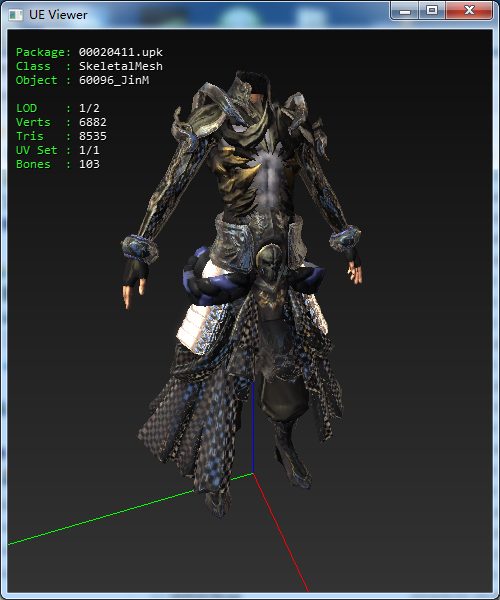 UE Viewer
Package: 00020411.upk
Class : SkeletalMesh
Object : 60096_JinM
LOD : 1/2
Verts : 6882
Tris : 8535
UV Set : 1/1
Bones : 103